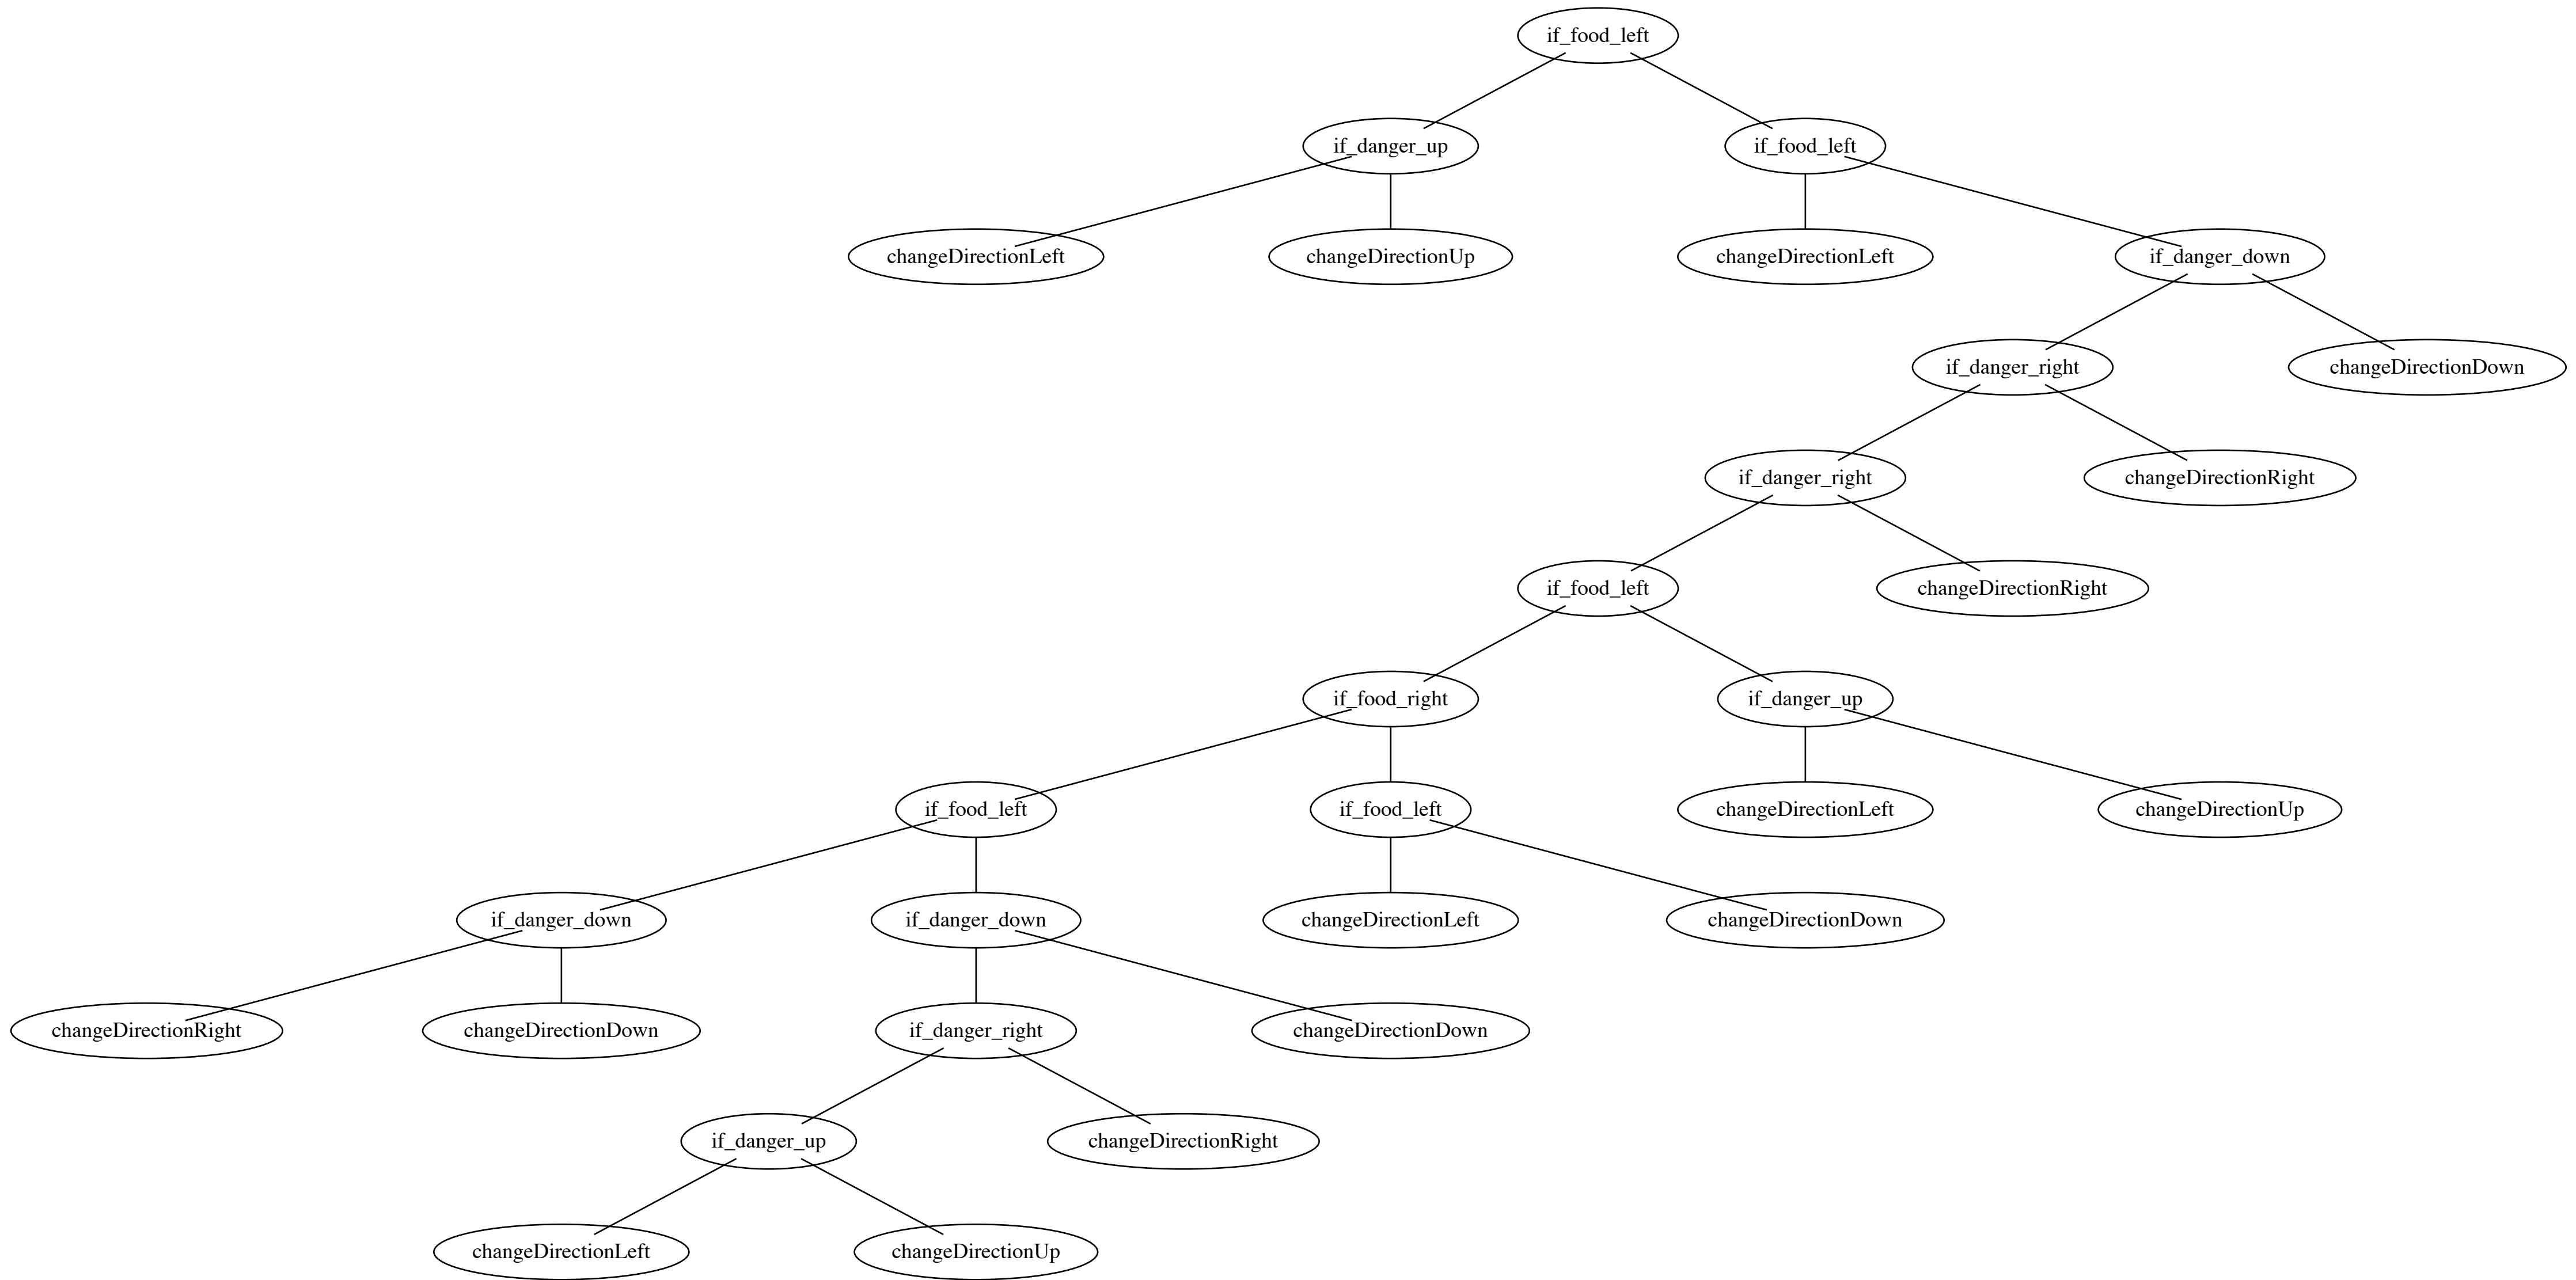 if_food_left
if_danger_up
if_food_left
changeDirectionLeft
changeDirectionUp
changeDirectionLeft
if_danger_down
if_danger_right
changeDirectionDown
if_danger_right
changeDirectionRight
if_food_left
changeDirectionRight
if_food_right
if_danger_up
if_food_left
if_food_left
changeDirectionLeft
changeDirectionUp
if_danger_down
if_danger_down
changeDirectionLeft
changeDirectionDown
changeDirectionRight
changeDirectionDown
if_danger_right
changeDirectionDown
if_danger_up
changeDirectionRight
changeDirectionLeft
changeDirectionUp